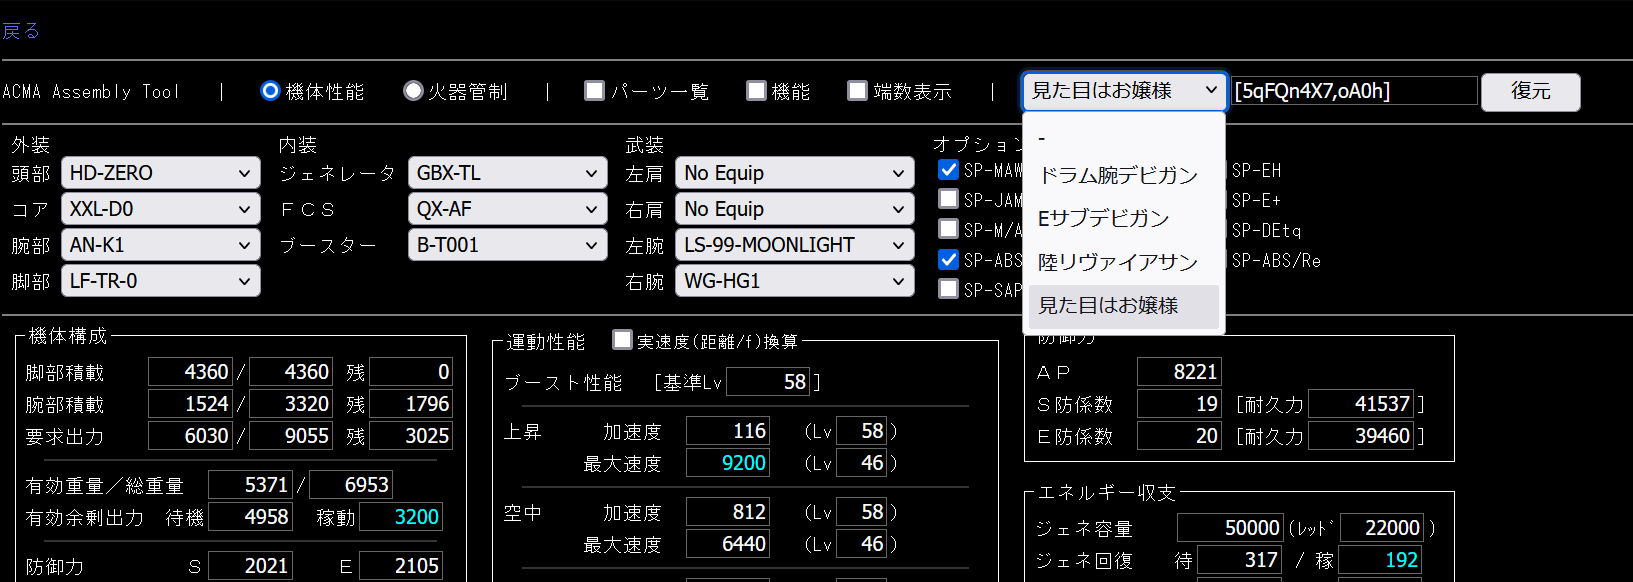 戻る
ACMA Assembly Tool | 機体性能 火器管制 | パーツ一覧 機能 端数表示 | 見た目はお嬢様 [5qFQn4X7,oA0h] 復元
-
ドラム腕デビガン
Eサブデビガン
陸リヴァイアサン
見た目はお嬢様
外装 内装 武装 オプション
頭部 HD-ZERO ジェネレータ GBX-TL 左肩 No Equip SP-MAW SP-EH
コア XXL-D0 ＦＣＳ QX-AF 右肩 No Equip SP-JAM SP-E+
腕部 AN-K1 ブースター B-T001 左腕 LS-99-MOONLIGHT SP-M/A SP-DEtq
脚部 LF-TR-0 右腕 WG-HG1 SP-ABS SP-ABS/Re
SP-SAP
機体構成
脚部積載 4360 / 4360 残 0
腕部積載 1524 / 3320 残 1796
要求出力 6030 / 9055 残 3025
有効重量／総重量 5371 / 6953
有効余剰出力 待機 4958 稼動 3200
防御力 Ｓ 2021 Ｅ 2105
運動性能 実速度(距離/f)換算
ブースト性能 [基準Lv 58 ]
上昇 加速度 116 (Lv 58 )
最大速度 9200 (Lv 46 )
空中 加速度 812 (Lv 58 )
最大速度 6440 (Lv 46 )
防御力
ＡＰ 8221
Ｓ防係数 19 [耐久力 41537 ]
Ｅ防係数 20 [耐久力 39460 ]
エネルギー収支
ジェネ容量 50000 (ﾚｯﾄﾞ 22000 )
ジェネ回復 待 317 / 稼 192